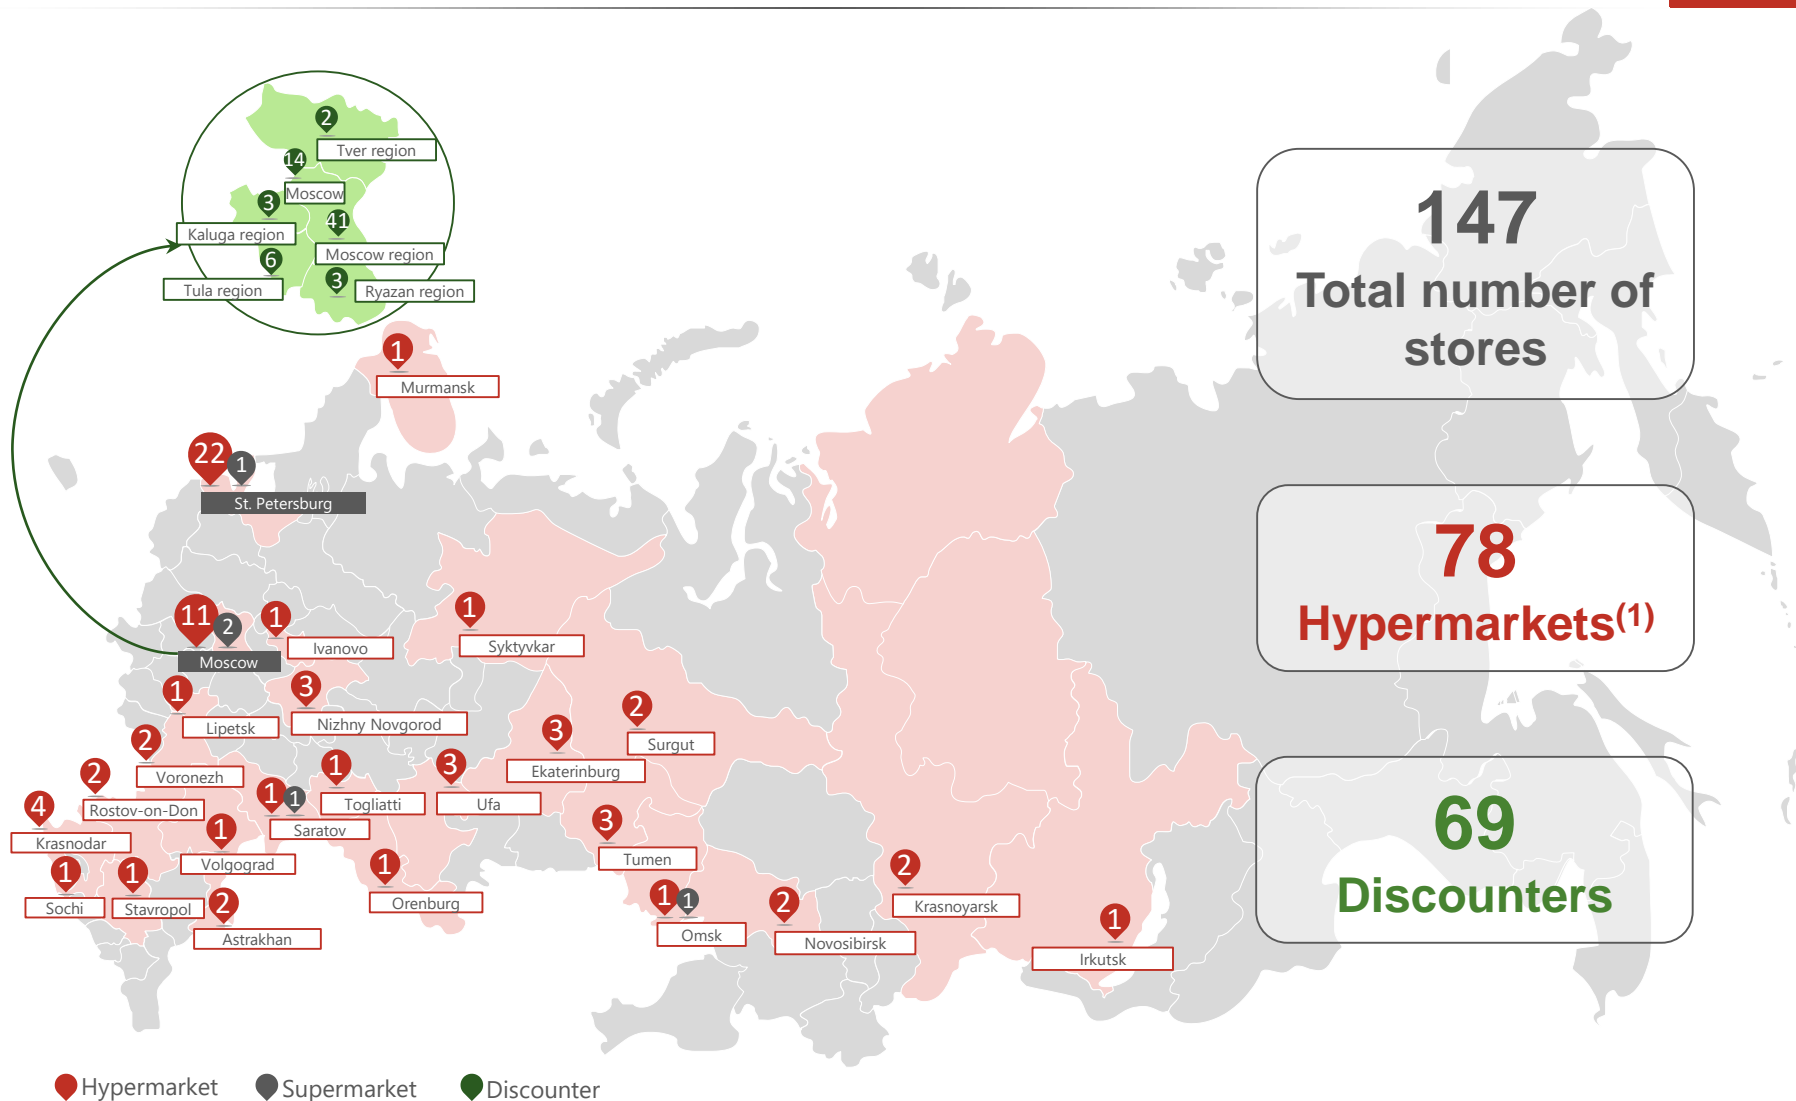 2
Tver region
14
Moscow
3
Kaluga region
41
Moscow region
6
Tula region
3
Ryazan region
1
Murmansk
22
1
St. Petersburg
11
2
Moscow
1
Ivanovo
1
Syktyvkar
1
Lipetsk
3
Nizhny Novgorod
2
Surgut
3
Ekaterinburg
2
Voronezh
2
Rostov-on-Don
1
1
Saratov
1
Togliatti
3
Ufa
4
Krasnodar
1
Volgograd
3
Tumen
1
Sochi
1
Stavropol
2
Astrakhan
1
Orenburg
1
1
Omsk
2
Novosibirsk
2
Krasnoyarsk
1
Irkutsk
147
Total number of
stores
78
Hypermarkets(1)
69
Discounters
Hypermarket
Supermarket
Discounter